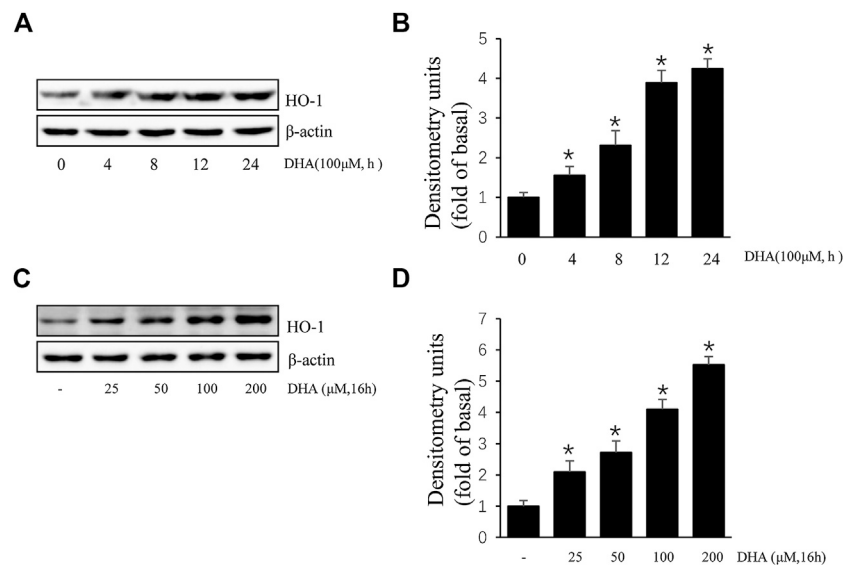 A
HO-1
β-actin
0 4 8 12 24 DHA(100μM, h )
B
Densitometry units
(fold of basal)
5
4
3
2
1
0
* * * *
0 4 8 12 24 DHA(100μM, h )
C
HO-1
β-actin
- 25 50 100 200 DHA (μM,16h)
D
Densitometry units
(fold of basal)
7
6
5
4
3
2
1
0
* * * *
- 25 50 100 200 DHA (μM,16h)